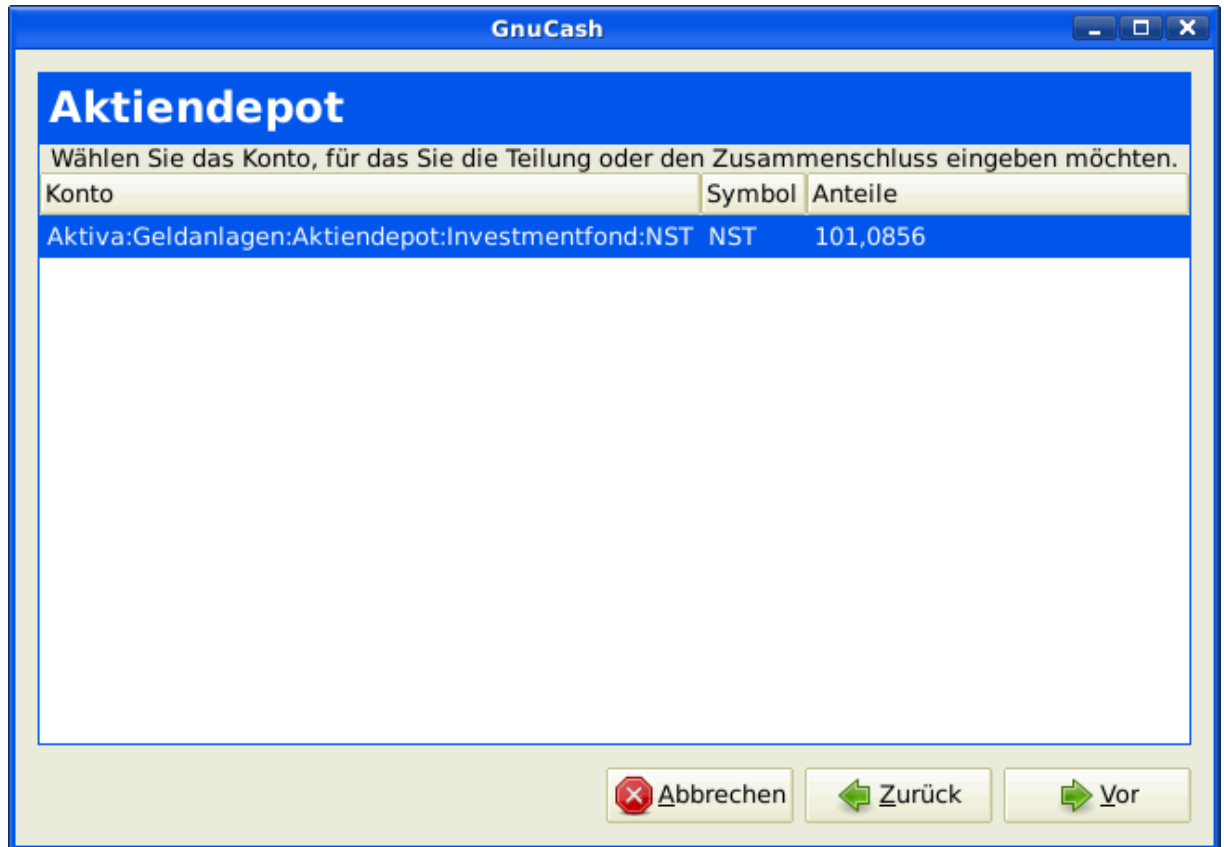 GnuCash
Aktiendepot
Wählen Sie das Konto, für das Sie die Teilung oder den Zusammenschluss eingeben möchten.
Konto Symbol Anteile
Aktiva:Geldanlagen:Aktiendepot:Investmentfond:NST NST 101,0856
Abbrechen Zurück Vor